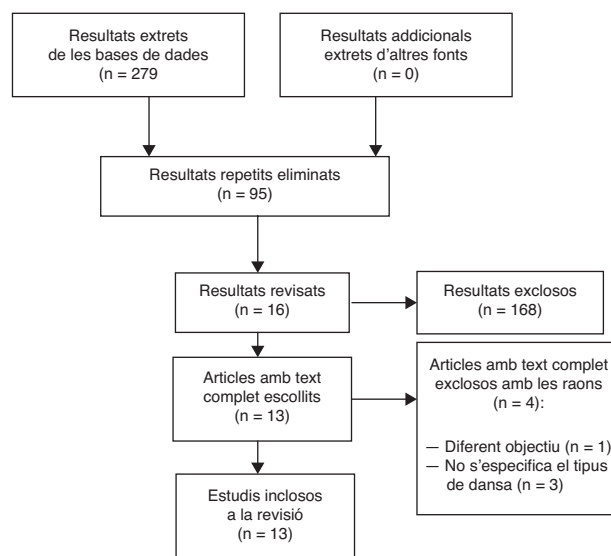 Resultats extrets
de les bases de dades
(n = 279
Resultats addicionals
extrets d’altres fonts
(n = 0)
Resultats repetits eliminats
(n = 95)
Resultats revisats
(n = 16)
Resultats exclosos
(n = 168)
Articles amb text
complet escollits
(n = 13)
Articles amb text complet
exclosos amb les raons
(n = 4):
— Diferent objectiu (n = 1)
— No s’especifica el tipus
de dansa (n = 3)
Estudis inclosos
a la revisió
(n = 13)